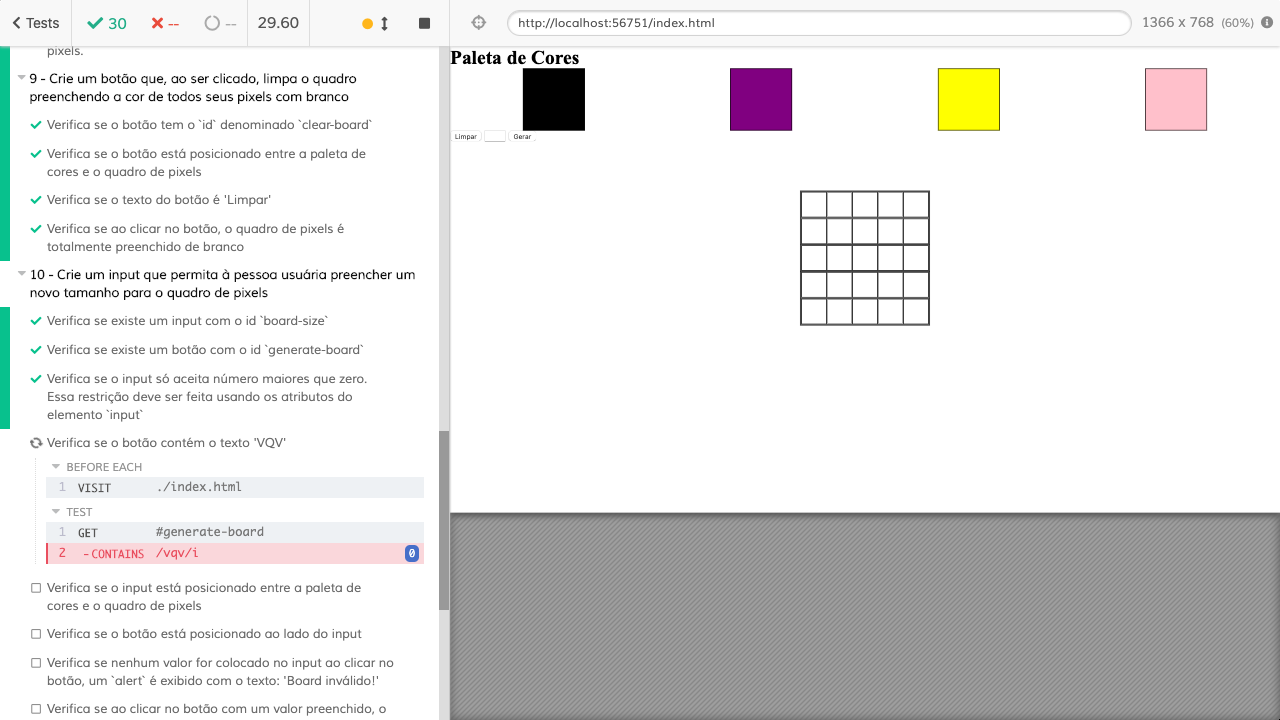 Tests
30
--
--
29.60
http://localhost:56751/index.html
1366 x 768 (60%)
pixels.
9 - Crie um botão que, ao ser clicado, limpa o quadro
preenchendo a cor de todos seus pixels com branco
Verifica se o botão tem o `id` denominado `clear-board`
Verifica se o botão está posicionado entre a paleta de
cores e o quadro de pixels
Verifica se o texto do botão é 'Limpar'
Verifica se ao clicar no botão, o quadro de pixels é
totalmente preenchido de branco
10 - Crie um input que permita à pessoa usuária preencher um
novo tamanho para o quadro de pixels
Verifica se existe um input com o id `board-size`
Verifica se existe um botão com o id `generate-board`
Verifica se o input só aceita número maiores que zero.
Essa restrição deve ser feita usando os atributos do
elemento `input`
Verifica se o botão contém o texto 'VQV'
BEFORE EACH
1 VISIT ./index.html
TEST
1 GET #generate-board
2 -CONTAINS /vqv/i 0
Verifica se o input está posicionado entre a paleta de
cores e o quadro de pixels
Verifica se o botão está posicionado ao lado do input
Verifica se nenhum valor for colocado no input ao clicar no
botão, um `alert` é exibido com o texto: 'Board inválido!'
Verifica se ao clicar no botão com um valor preenchido, o
Paleta de Cores
Limpar
Gerar